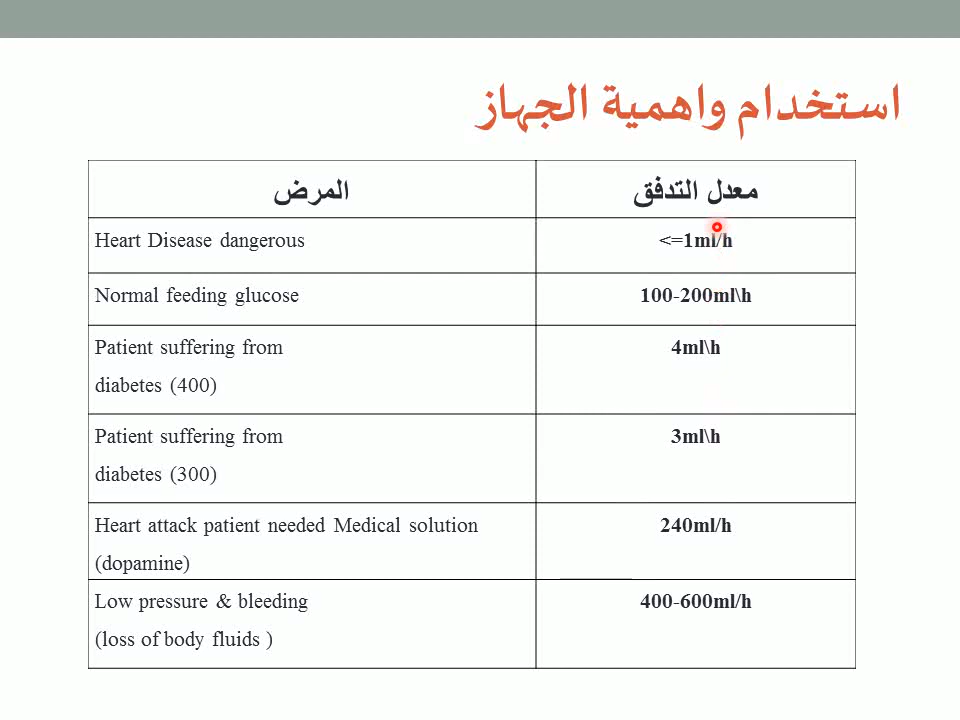 استخدام واهمية الجهاز
المرض
معدل التدفق
Heart Disease dangerous
<=1ml/h
Normal feeding glucose
100-200ml\h
Patient suffering from
diabetes (400)
4ml\h
Patient suffering from
diabetes (300)
3ml\h
Heart attack patient needed Medical solution
(dopamine)
240ml/h
Low pressure & bleeding
(loss of body fluids )
400-600ml/h